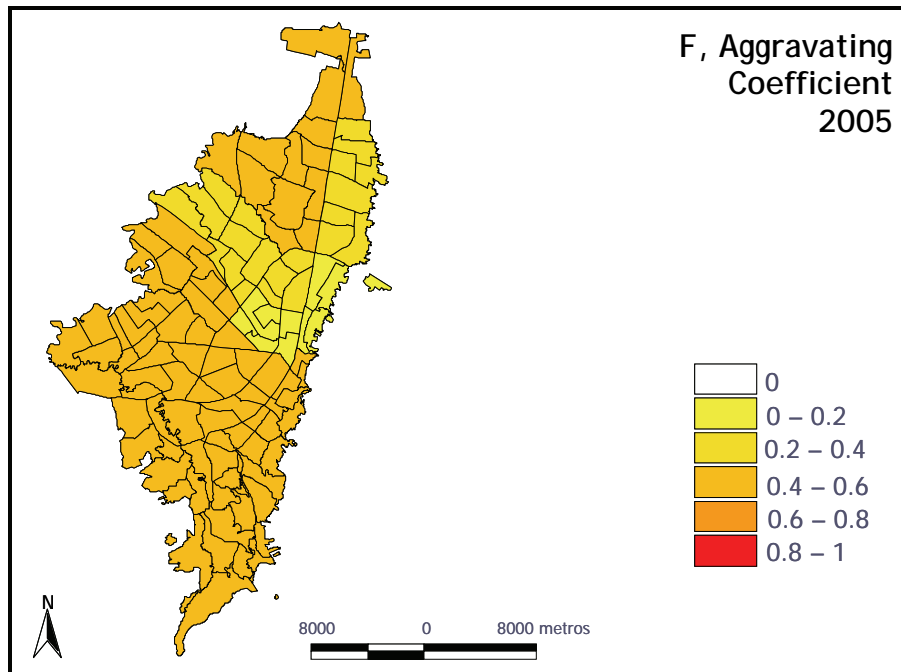 F, Aggravating
Coefficient
2005
0
0 – 0.2
0.2 – 0.4
0.4 – 0.6
0.6 – 0.8
0.8 – 1
N
8000 0 8000 metros